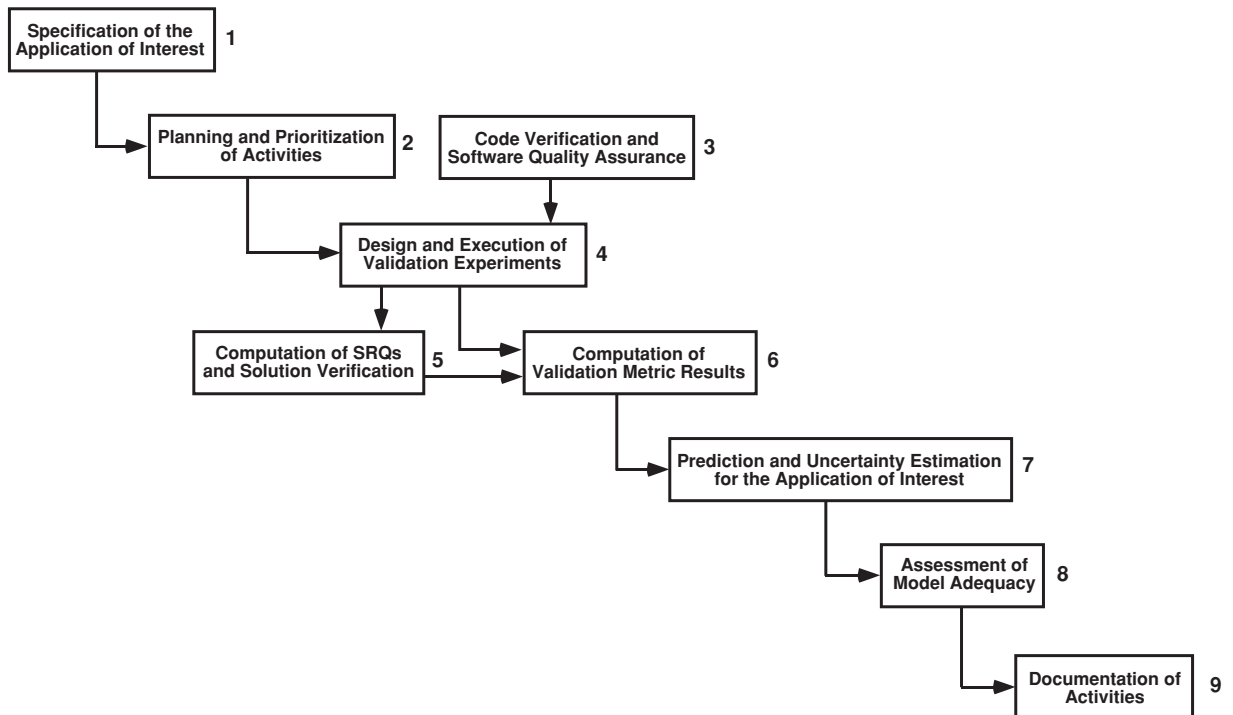 Specification of the
Application of Interest
1
Planning and Prioritization
of Activities
2
Code Verification and
Software Quality Assurance
3
Design and Execution of
Validation Experiments
4
Computation of SRQs
and Solution Verification
5
Computation of
Validation Metric Results
6
Prediction and Uncertainty Estimation
for the Application of Interest
7
Assessment of
Model Adequacy
8
Documentation of
Activities
9